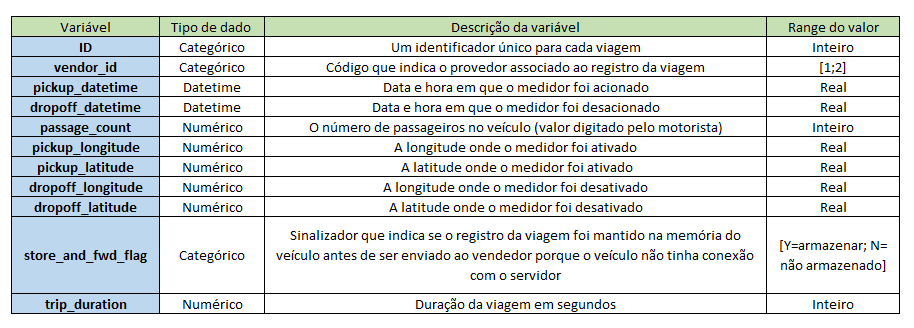 Variável Tipo de dado Descrição da variável Range do valor
ID Categórico Um identificador único para cada viagem Inteiro
vendor_id Categórico Código que indica o provedor associado ao registro da viagem [1;2]
pickup_datetime Datetime Data e hora em que o medidor foi acionado Real
dropoff_datetime Datetime Data e hora em que o medidor foi desacionado Real
passage_count Numérico O número de passageiros no veículo (valor digitado pelo motorista) Inteiro
pickup_longitude Numérico A longitude onde o medidor foi ativado Real
pickup_latitude Numérico A latitude onde o medidor foi ativado Real
dropoff_longitude Numérico A longitude onde o medidor foi desativado Real
dropoff_latitude Numérico A latitude onde o medidor foi desativado Real
store_and_fwd_flag Categórico Sinalizador que indica se o registro da viagem foi mantido na memória do
veículo antes de ser enviado ao vendedor porque o veículo não tinha conexão
com o servidor
[Y=armazenar; N=
não armazenado]
trip_duration Numérico Duração da viagem em segundos Inteiro